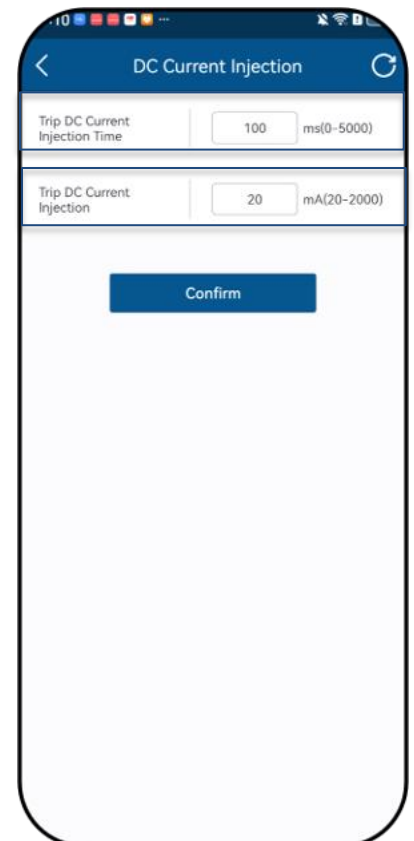 DC Current Injection
Trip DC Current
Injection Time
100
ms(0-5000)
Trip DC Current
Injection
20
mA(20-2000)
Confirm